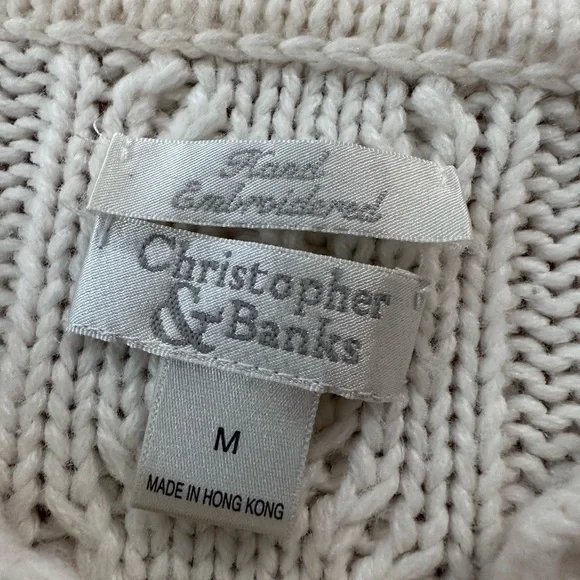 Hand
Embroidered
Christopher
& Banks
M
MADE IN HONG KONG